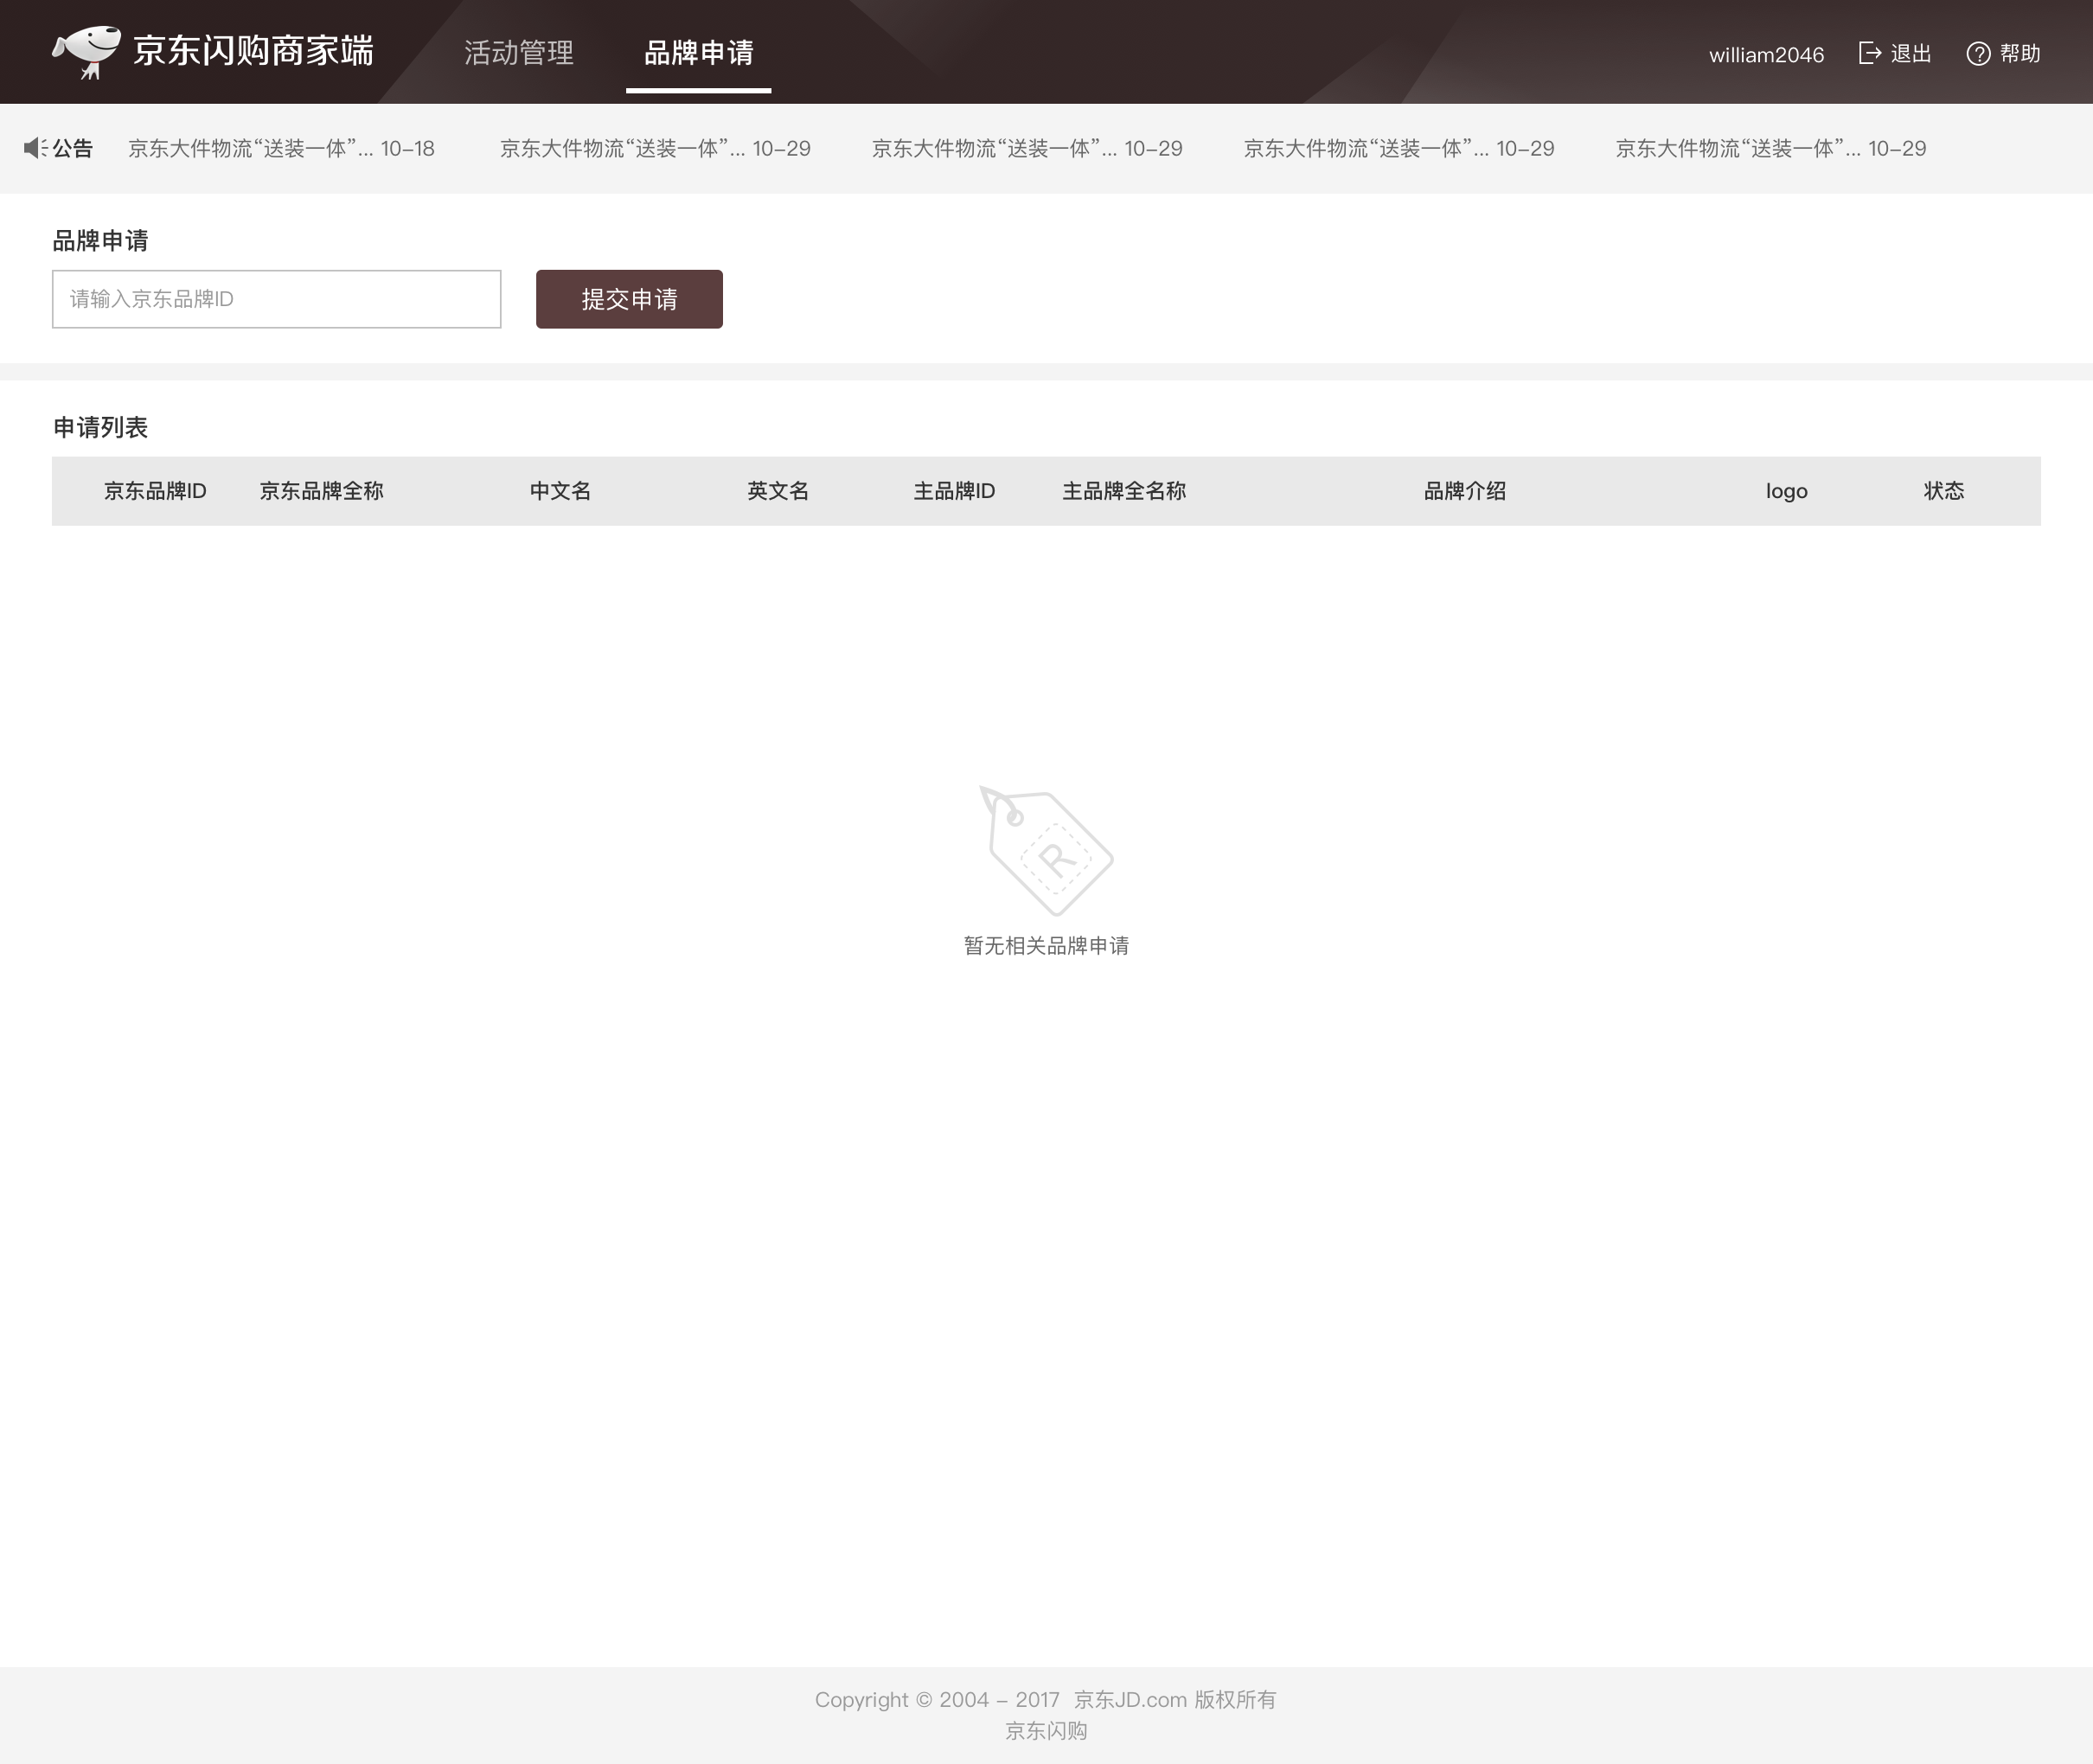 京东闪购商家端 活动管理 品牌申请 william2046 退出 帮助
公告 京东大件物流“送装一体”... 10-18 京东大件物流“送装一体”... 10-29 京东大件物流“送装一体”... 10-29 京东大件物流“送装一体”... 10-29 京东大件物流“送装一体”... 10-29
品牌申请
请输入京东品牌ID 提交申请
申请列表
京东品牌ID 京东品牌全称 中文名 英文名 主品牌ID 主品牌全名称 品牌介绍 logo 状态
R
暂无相关品牌申请
Copyright © 2004 - 2017 京东JD.com 版权所有
京东闪购